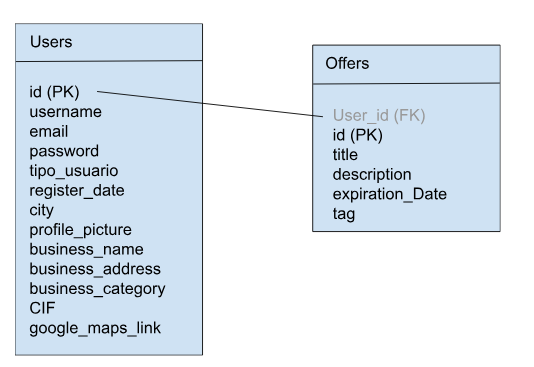 Users
id (PK)
username
email
password
tipo_usuario
register_date
city
profile_picture
business_name
business_address
business_category
CIF
google_maps_link
Offers
User_id (FK)
id (PK)
title
description
expiration_Date
tag